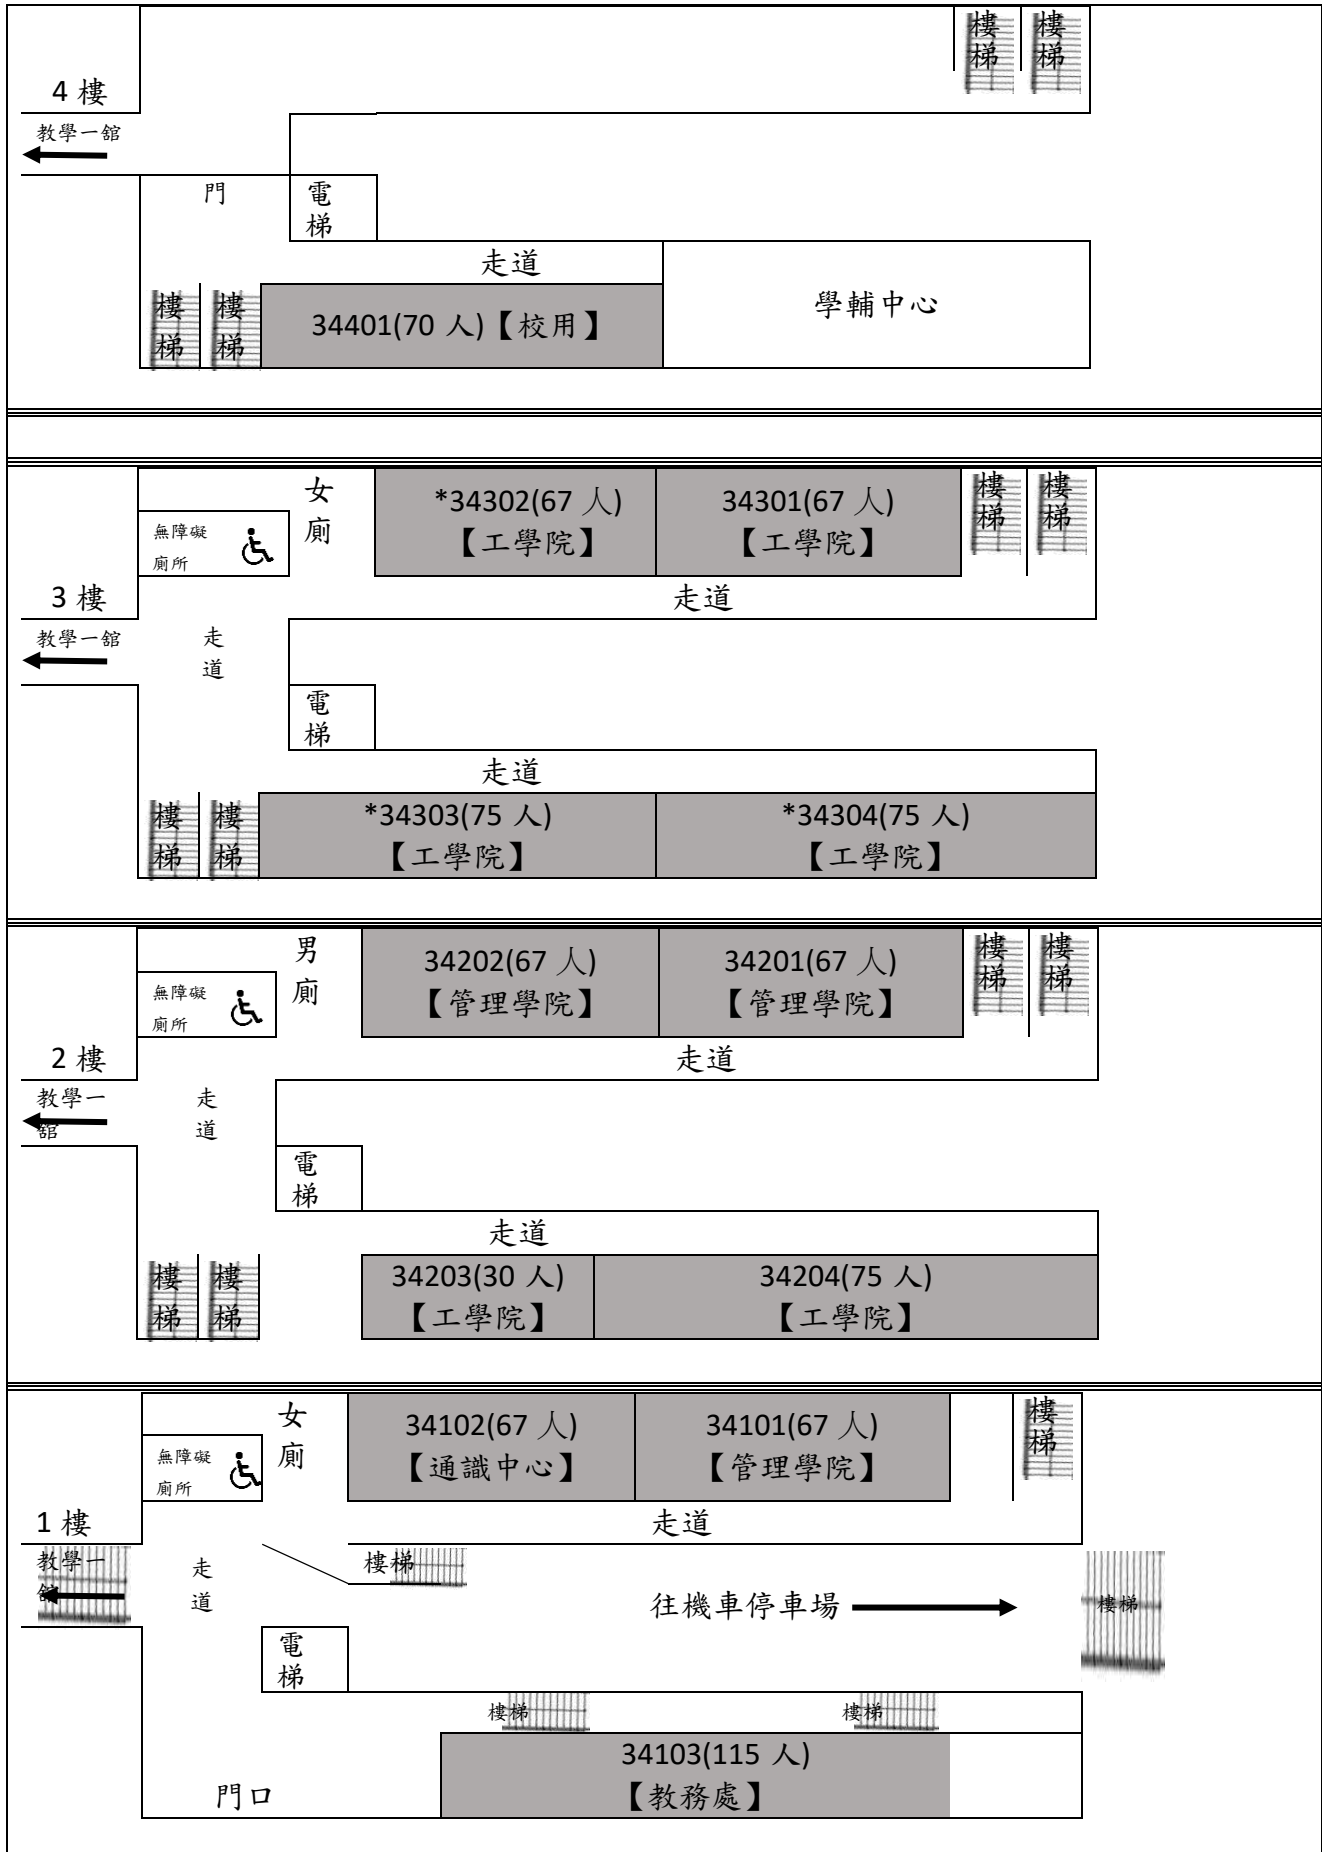 樓梯
樓梯
4 樓
教學一舘
門
電梯
走道
樓梯
樓梯
34401(70 人)【校用】
學輔中心
女廁
*34302(67 人)
【工學院】
34301(67 人)
【工學院】
樓梯
樓梯
無障礙
廁所
3 樓
走道
教學一舘
走道
電梯
走道
樓梯
樓梯
*34303(75 人)
【工學院】
*34304(75 人)
【工學院】
男廁
34202(67 人)
【管理學院】
34201(67 人)
【管理學院】
樓梯
樓梯
無障礙
廁所
2 樓
走道
教學一
舘
走道
電梯
走道
樓梯
樓梯
34203(30 人)
【工學院】
34204(75 人)
【工學院】
女廁
34102(67 人)
【通識中心】
34101(67 人)
【管理學院】
樓梯
無障礙
廁所
1 樓
走道
教學一
舘
走道
樓梯
往機車停車場
樓梯
電梯
樓梯
樓梯
34103(115 人)
【教務處】
門口